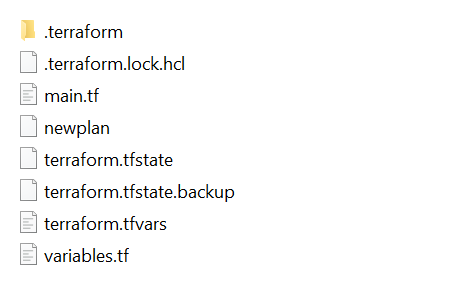 .terraform
.terraform.lock.hcl
main.tf
newplan
terraform.tfstate
terraform.tfstate.backup
terraform.tfvars
variables.tf